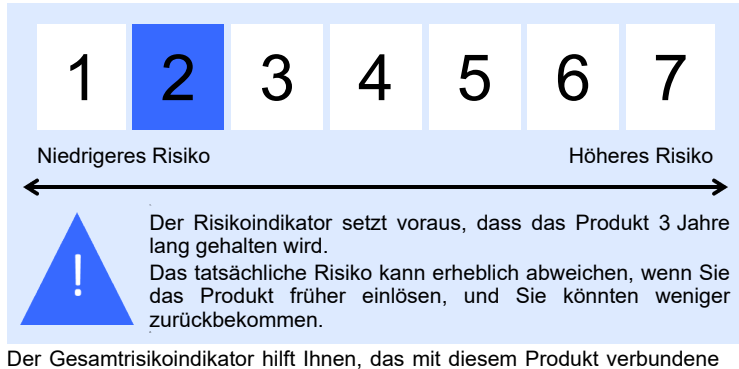 1 2 3 4 5 6 7
Niedrigeres Risiko Höheres Risiko
!
Der Risikoindikator setzt voraus, dass das Produkt 3 Jahre
lang gehalten wird.
Das tatsächliche Risiko kann erheblich abweichen, wenn Sie
das Produkt früher einlösen, und Sie könnten weniger
zurückbekommen.
Der Gesamtrisikoindikator hilft Ihnen, das mit diesem Produkt verbundene